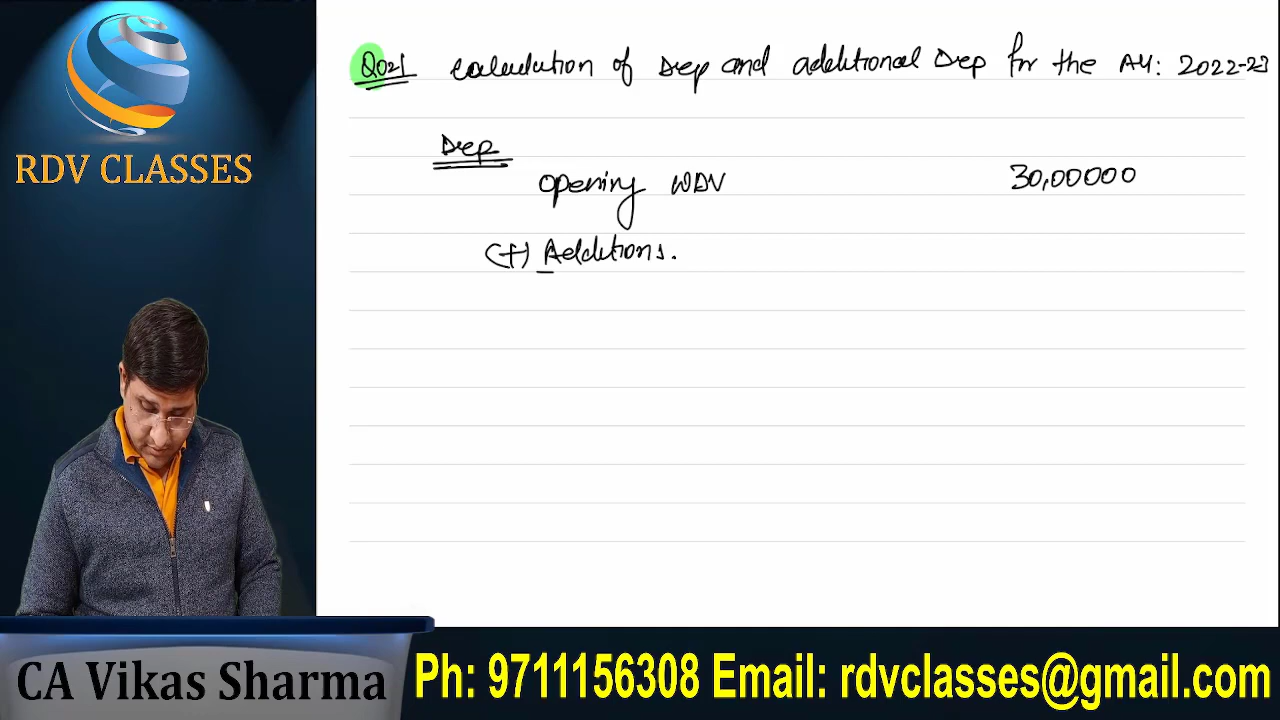 Q021 Calculation of Dep and additional Dep for the AY: 2022-23
Dep
Opening WDV 30,00000
(+) Additions.
RDV CLASSES
CA Vikas Sharma
Ph: 9711156308 Email: rdvclasses@gmail.com